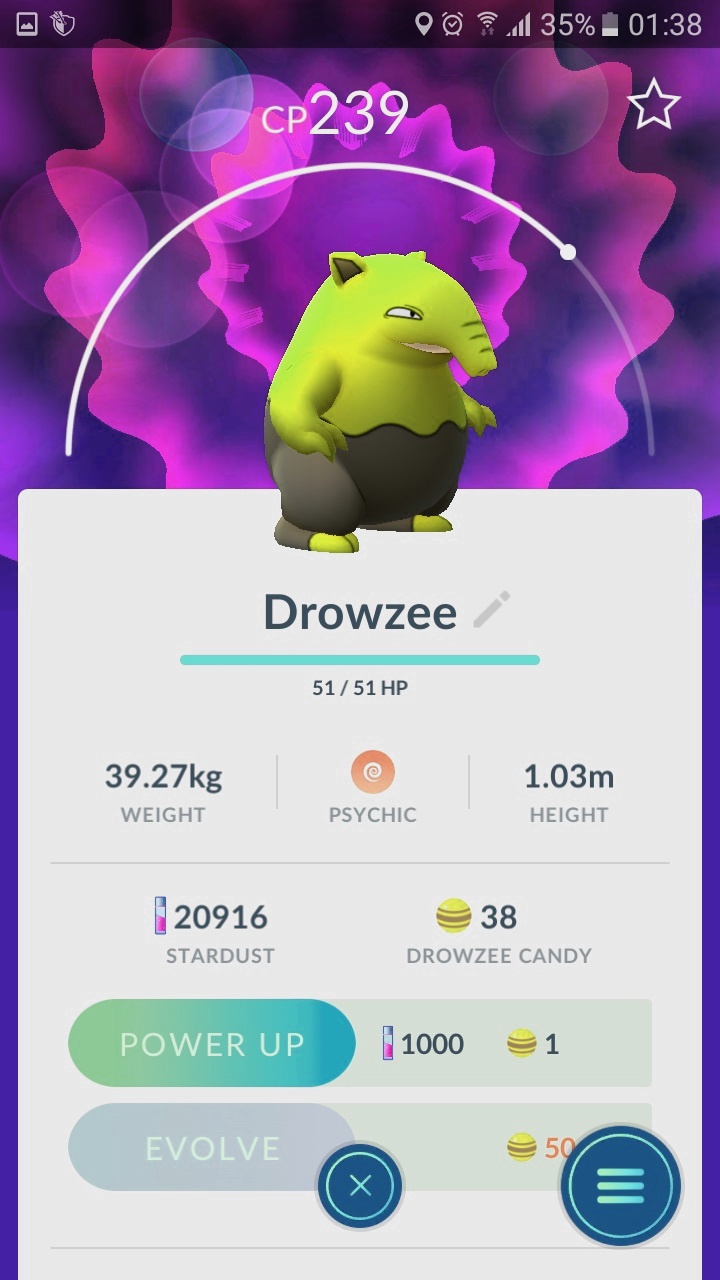 35% 01:38
CP239
Drowzee
51 / 51 HP
39.27kg 1.03m
WEIGHT PSYCHIC HEIGHT
20916 38
STARDUST DROWZEE CANDY
POWER UP 1000 1
EVOLVE 50